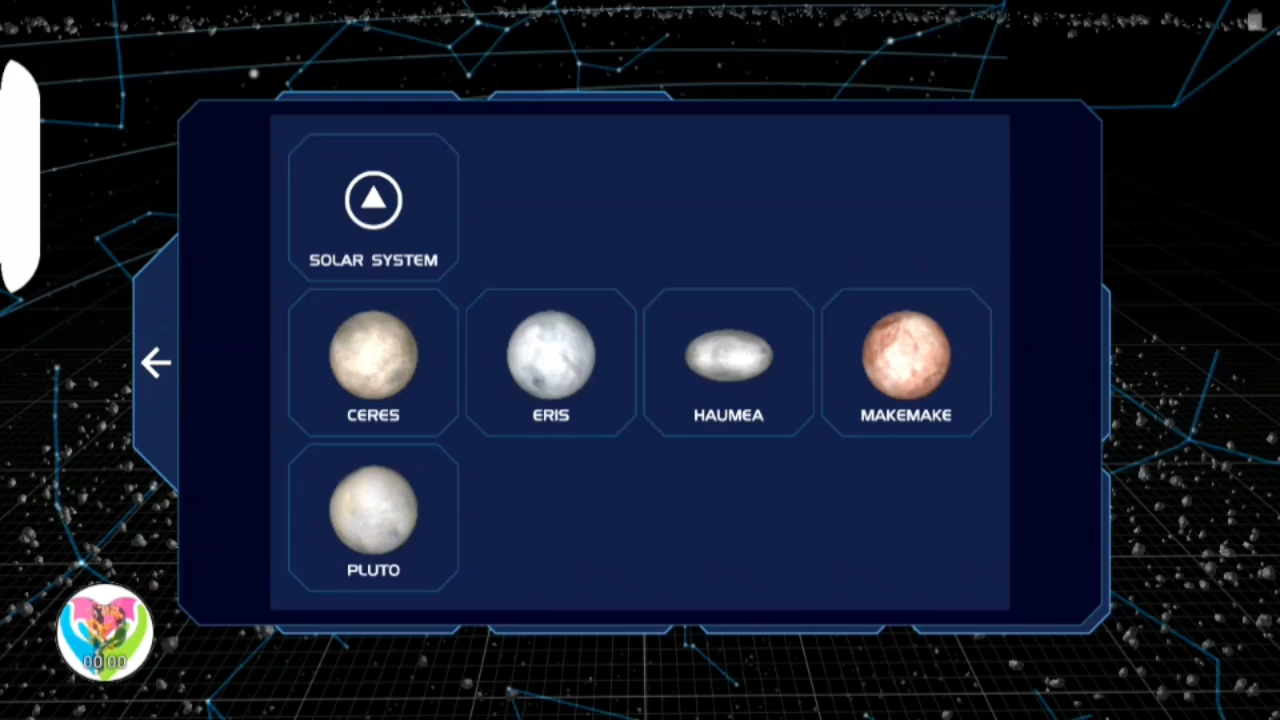 SOLAR SYSTEM
CERES
ERIS
HAUMEA
MAKEMAKE
PLUTO
00:00